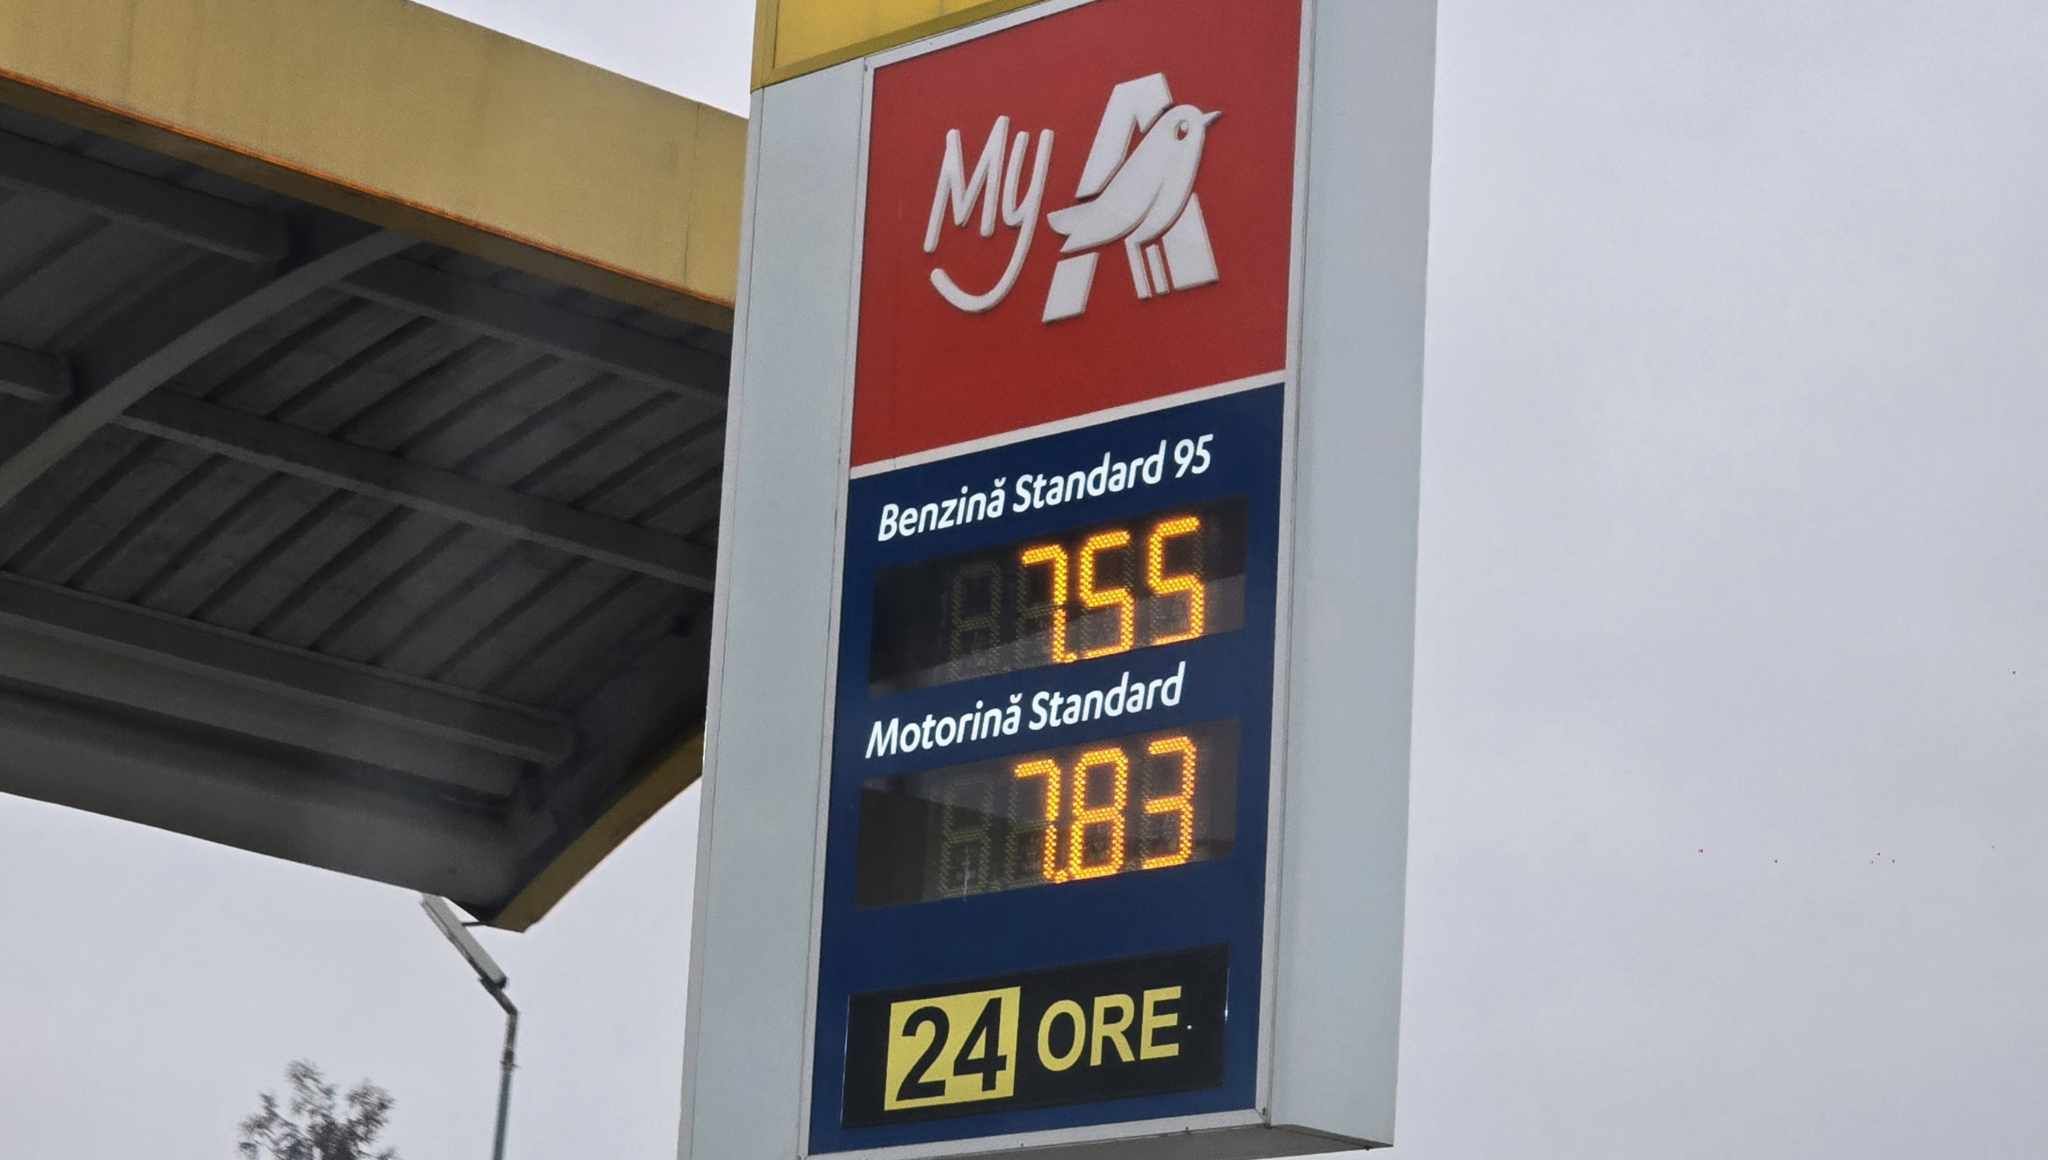 My A
Benzină Standard 95
7.55
Motorină Standard
7.83
24 ORE